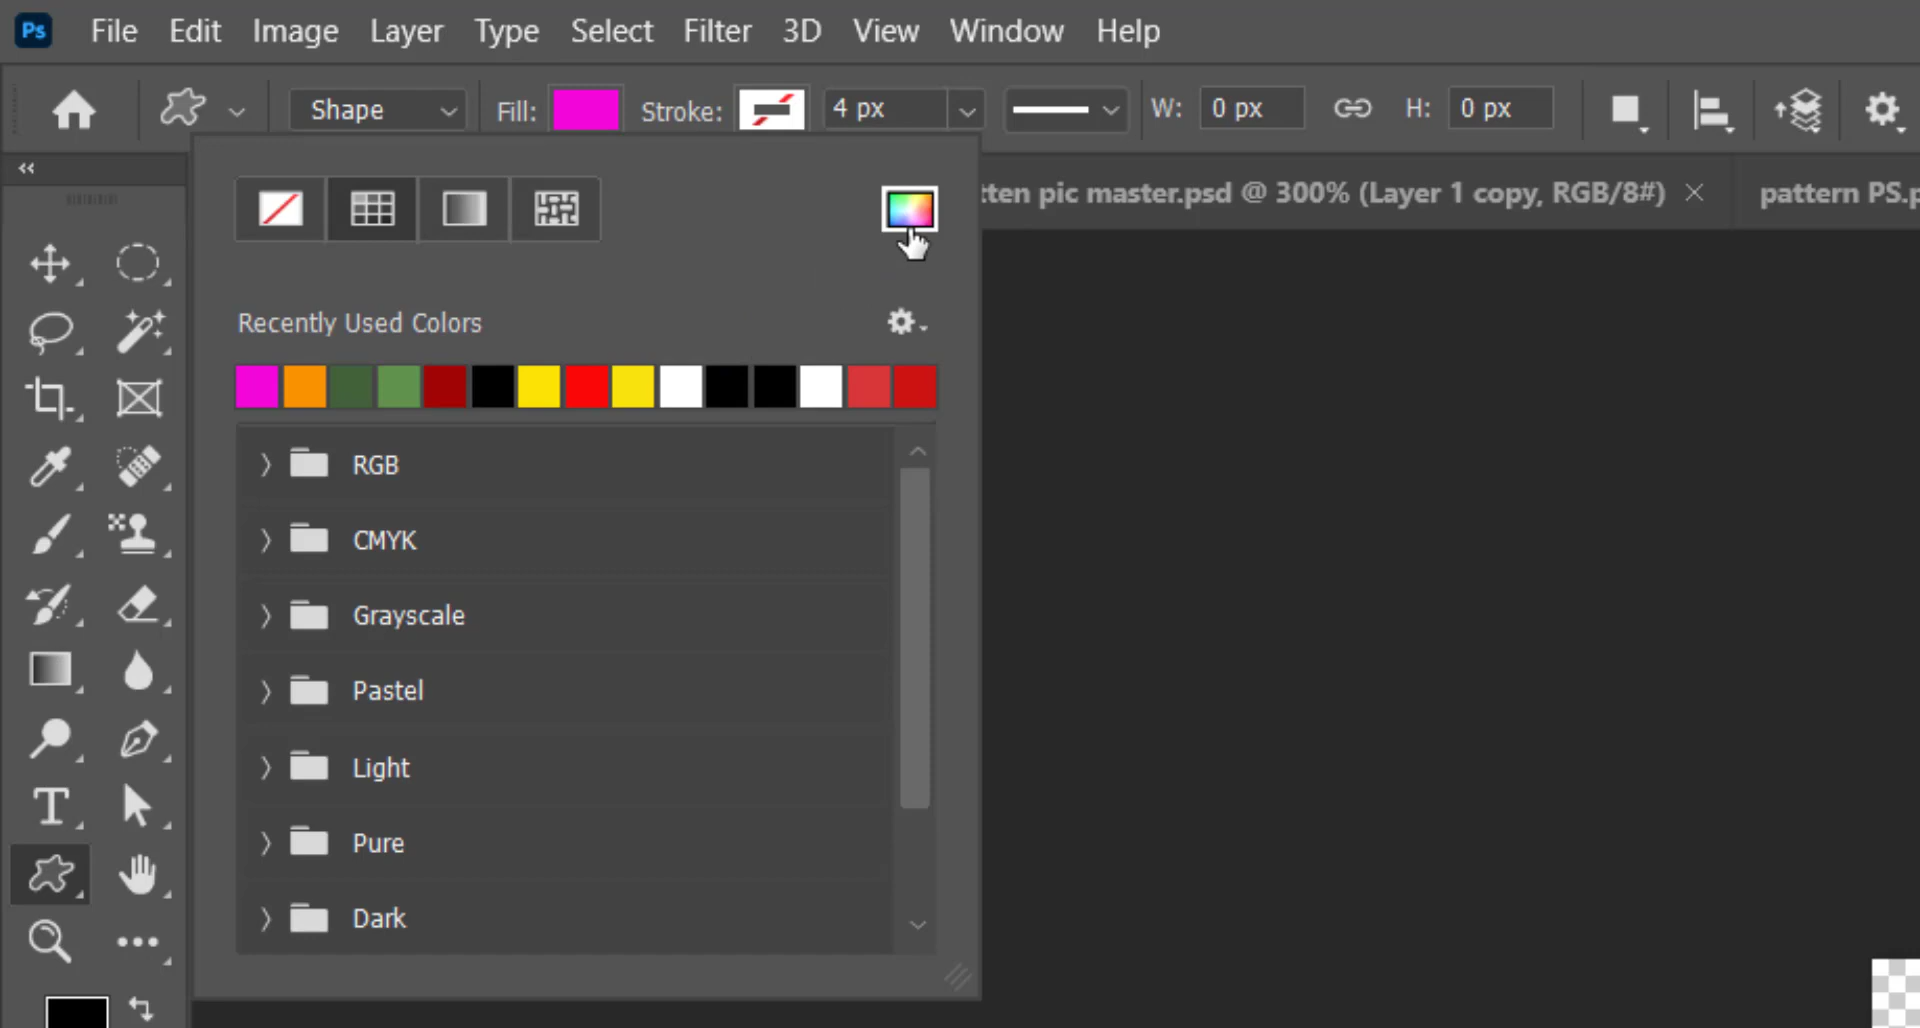 Ps File Edit Image Layer Type Select Filter 3D View Window Help
Shape Fill: Stroke: 4 px W: 0 px H: 0 px
tten pic master.psd @ 300% (Layer 1 copy, RGB/8#) × pattern PS.p
Recently Used Colors
RGB
CMYK
Grayscale
Pastel
Light
Pure
Dark